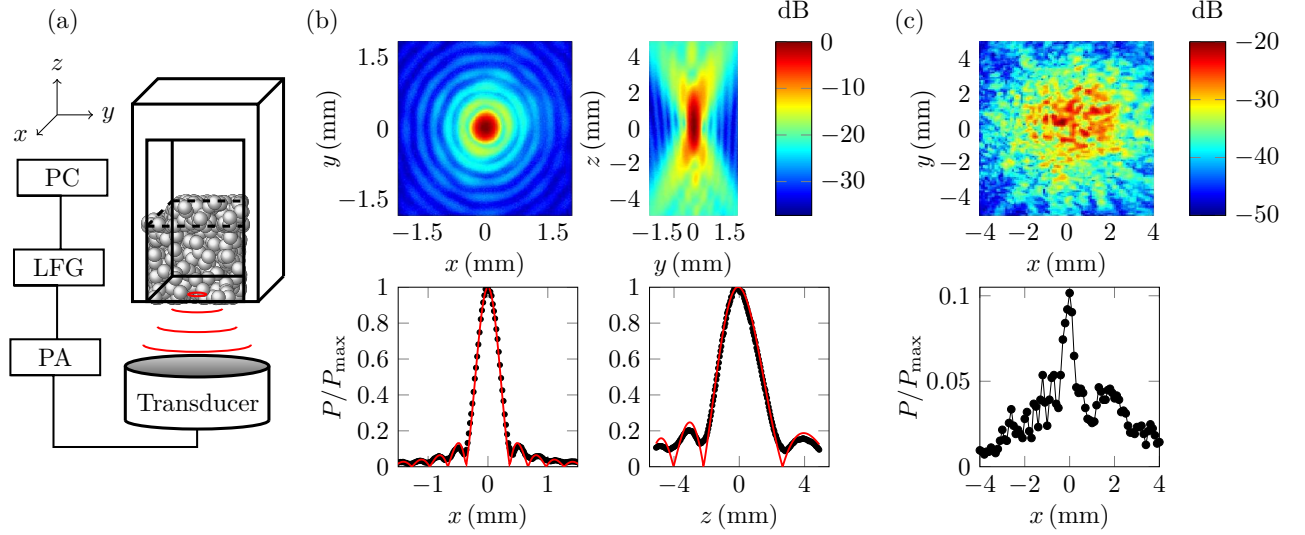 (a)
z
y
x
PC
LFG
PA
Transducer
(b)
dB
1.5
0
−1.5
y (mm)
−1.5
0
1.5
x (mm)
4
2
0
−2
−4
z (mm)
−1.5
0
1.5
y (mm)
0
−10
−20
−30
1
0.8
0.6
0.4
0.2
0
P/Pmax
−1
0
1
x (mm)
1
0.8
0.6
0.4
0.2
0
−4
0
4
z (mm)
(c)
dB
4
2
0
−2
−4
y (mm)
−4
−2
0
2
4
x (mm)
−20
−30
−40
−50
0.1
0.05
0
P/Pmax
−4
−2
0
2
4
x (mm)